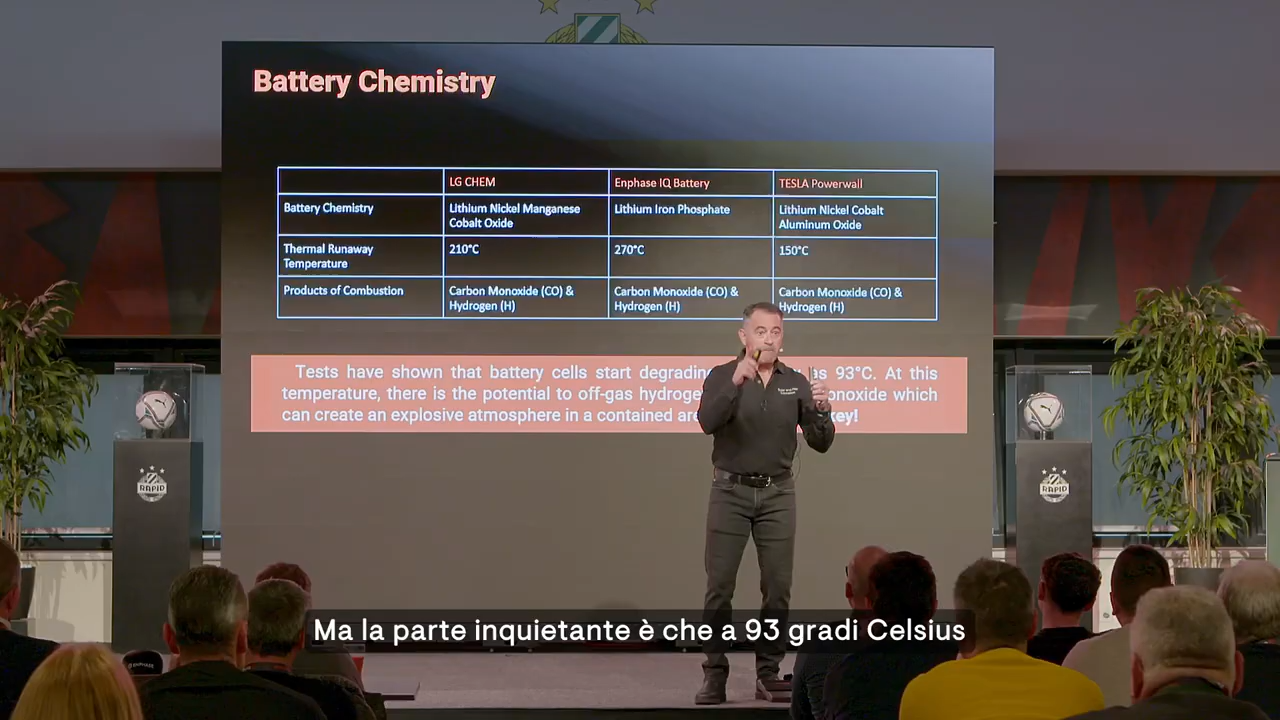 Battery Chemistry
LG CHEM
Enphase IQ Battery
TESLA Powerwall
Battery Chemistry
Lithium Nickel Manganese
Cobalt Oxide
Lithium Iron Phosphate
Lithium Nickel Cobalt
Aluminum Oxide
Thermal Runaway
Temperature
210°C
270°C
150°C
Products of Combustion
Carbon Monoxide (CO) &
Hydrogen (H)
Carbon Monoxide (CO) &
Hydrogen (H)
Carbon Monoxide (CO) &
Hydrogen (H)
Tests have shown that battery cells start degrading as 93°C. At this
temperature, there is the potential to off-gas which
can create an explosive atmosphere in a contained
RAPID
RAPID
Ma la parte inquietante è che a 93 gradi Celsius